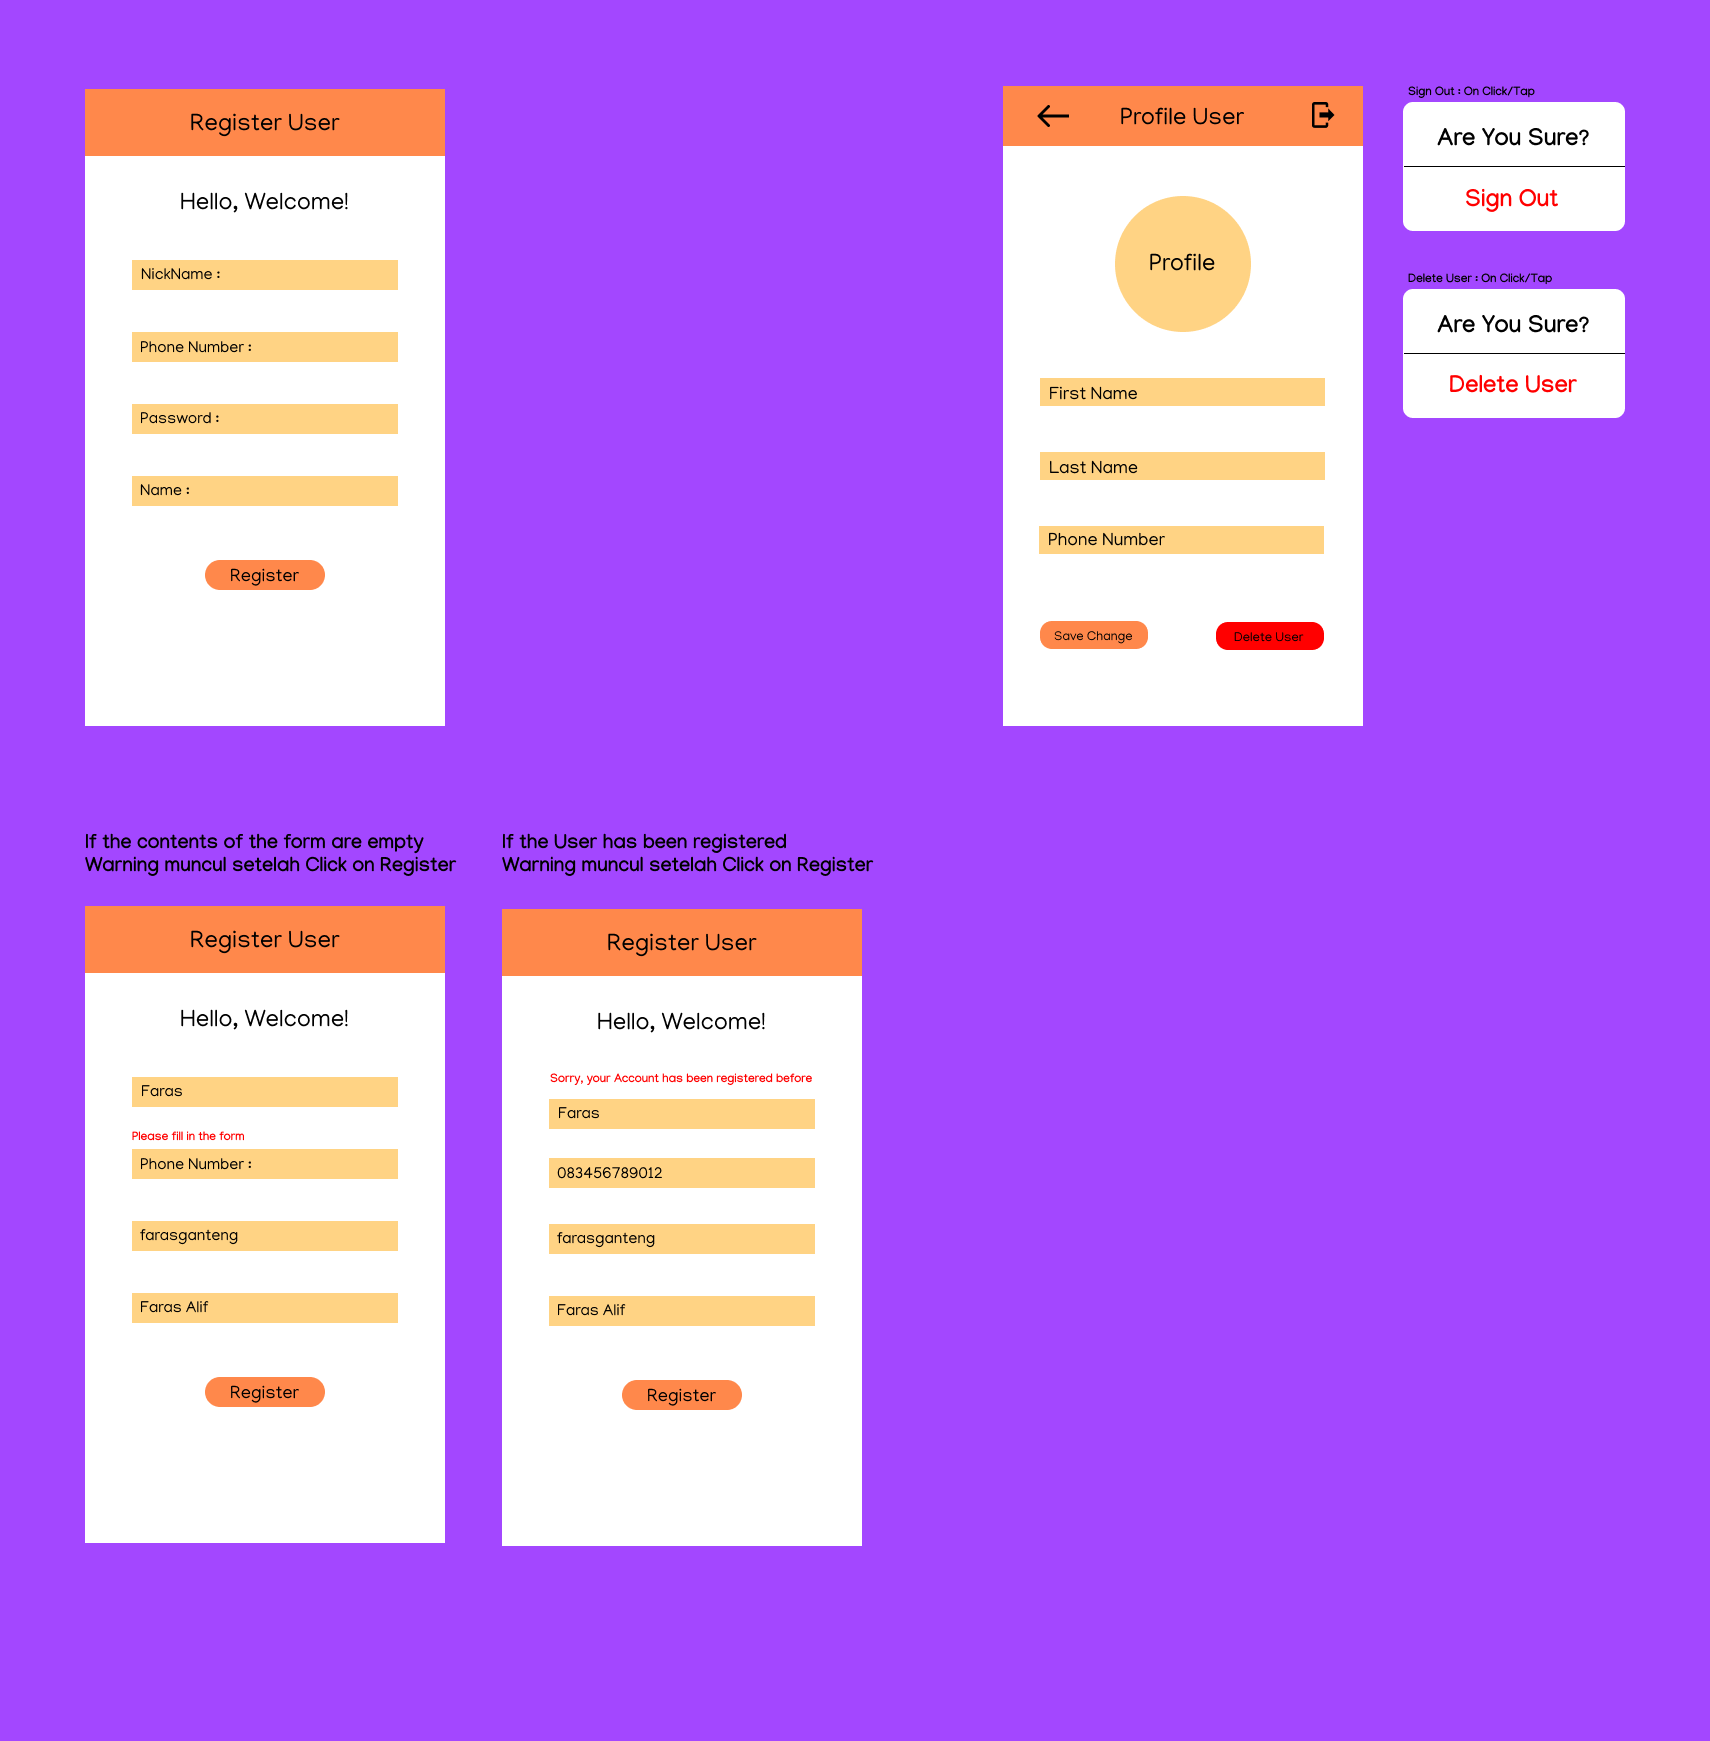 Register User
Hello, Welcome!
NickName :
Phone Number :
Password :
Name :
Register
Profile User
Profile
First Name
Last Name
Phone Number
Save Change
Delete User
Sign Out : On Click/Tap
Are You Sure?
Sign Out
Delete User : On Click/Tap
Are You Sure?
Delete User
If the contents of the form are empty
Warning muncul setelah Click on Register
Register User
Hello, Welcome!
Faras
Please fill in the form
Phone Number :
farasganteng
Faras Alif
Register
If the User has been registered
Warning muncul setelah Click on Register
Register User
Hello, Welcome!
Sorry, your Account has been registered before
Faras
083456789012
farasganteng
Faras Alif
Register